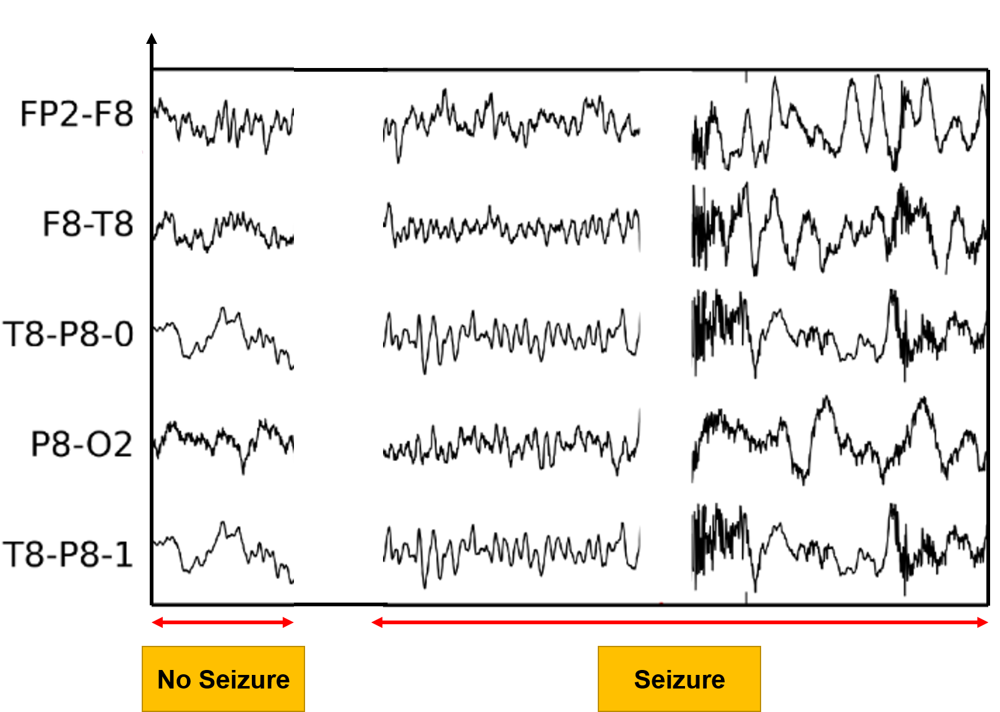 FP2-F8
F8-T8
T8-P8-0
P8-O2
T8-P8-1
No Seizure
Seizure